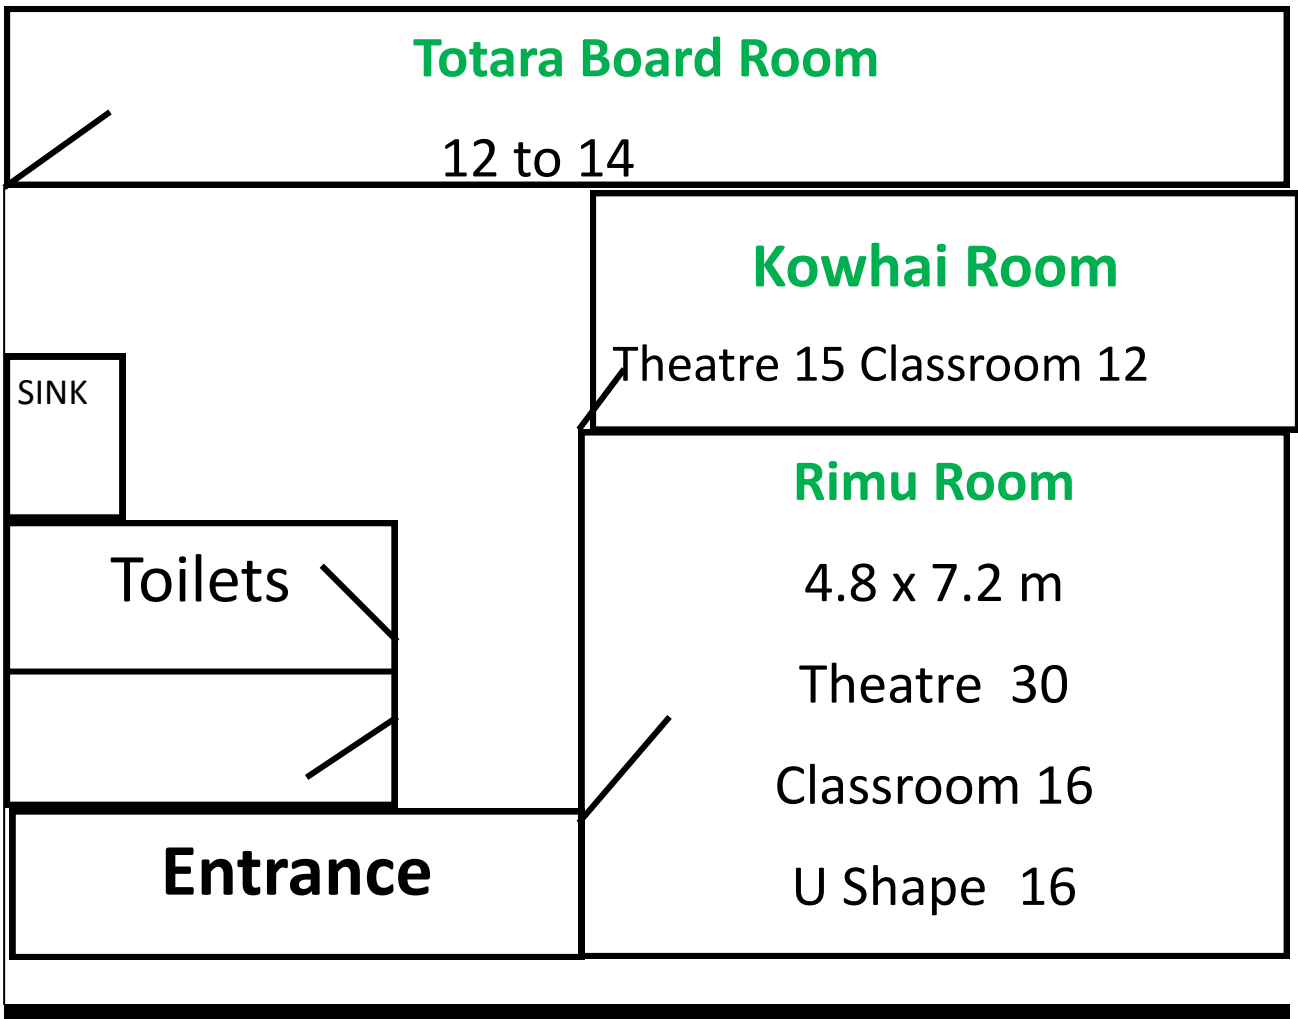 Totara Board Room
12 to 14
Kowhai Room
Theatre 15 Classroom 12
SINK
Rimu Room
4.8 x 7.2 m
Toilets
Theatre 30
Classroom 16
Entrance
U Shape 16